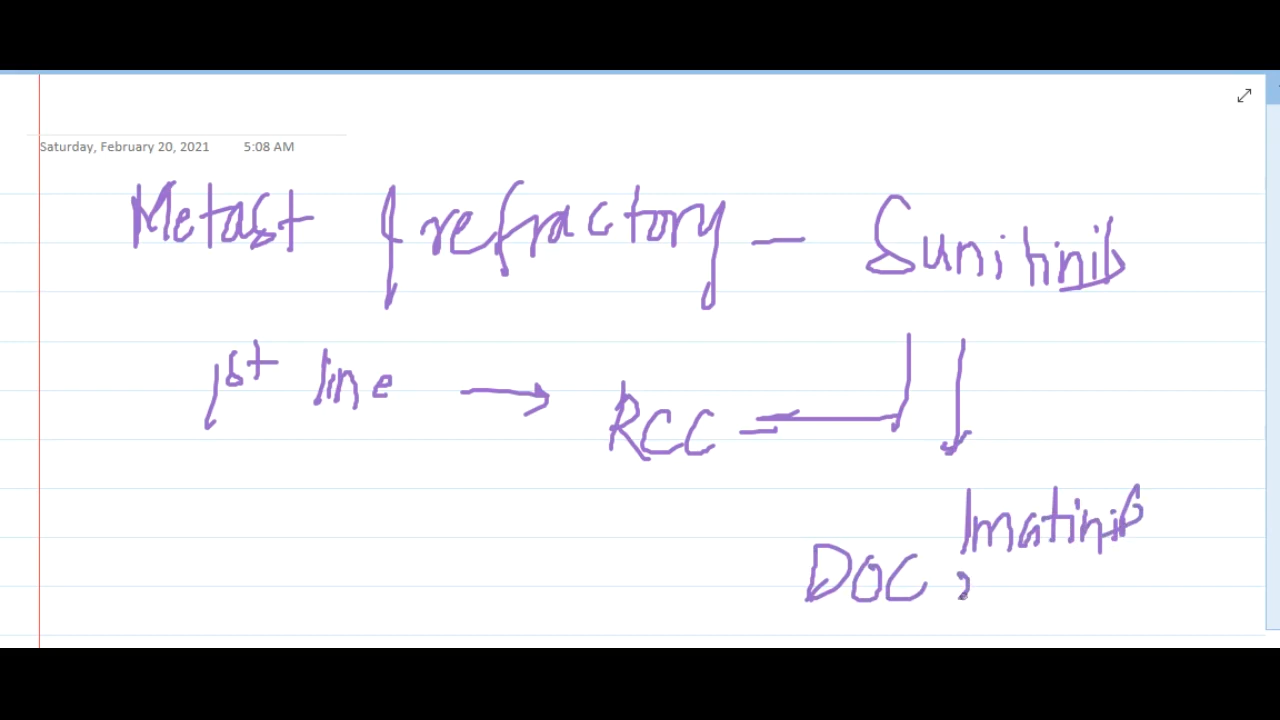 Saturday, February 20, 2021 5:08 AM
Metast refractory - Sunitinib
1st line → RCC =
Imatinib
DOC